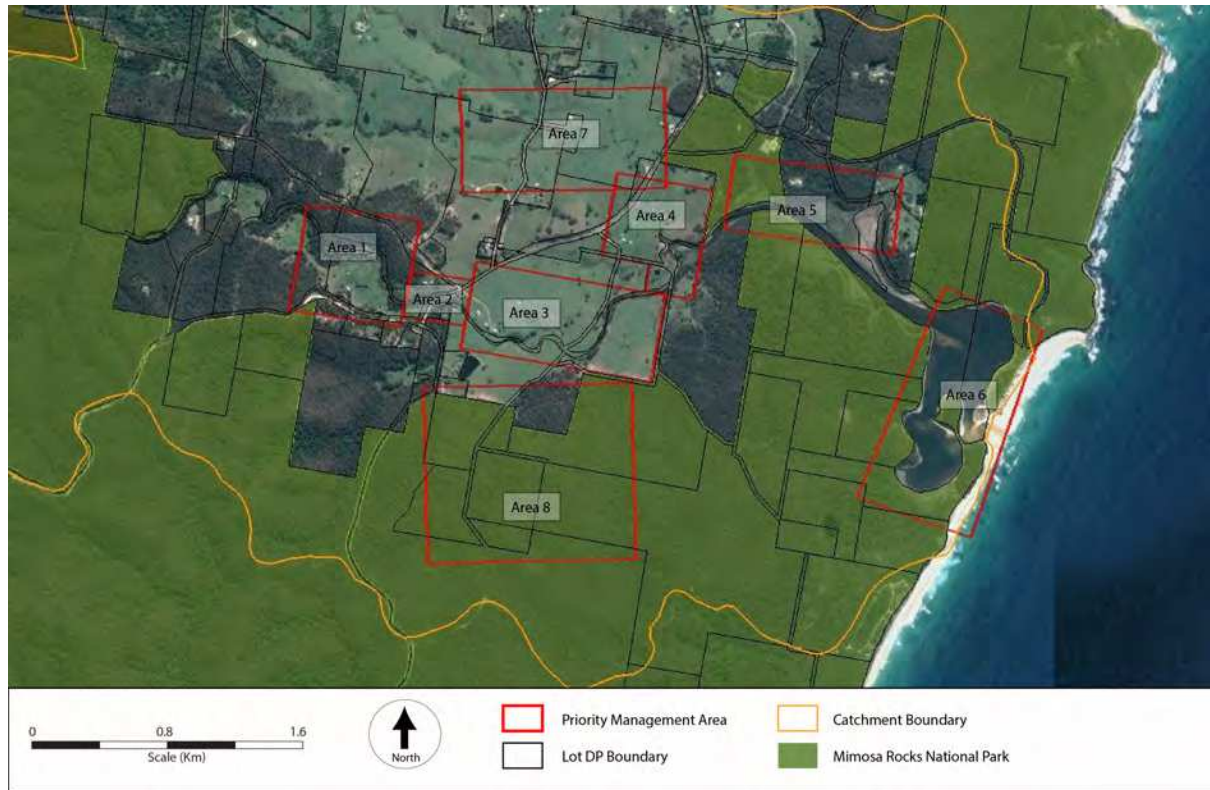 Area 7
Area 4
Area 5
Area 1
Area 2
Area 3
Area 6
Area 8
0
0.8
1.6
Scale (Km)
North
Priority Management Area
Lot DP Boundary
Catchment Boundary
Mimosa Rocks National Park